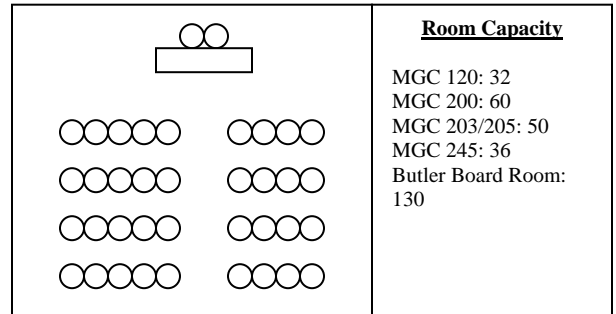 Room Capacity
MGC 120: 32
MGC 200: 60
MGC 203/205: 50
MGC 245: 36
Butler Board Room:
130